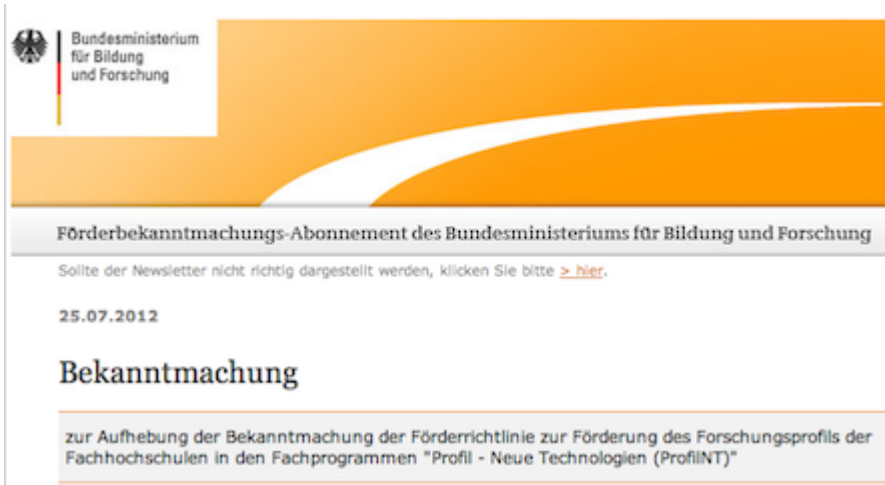 Bundesministerium
für Bildung
und Forschung
Förderbekanntmachungs-Abonnement des Bundesministeriums für Bildung und Forschung
Sollte der Newsletter nicht richtig dargestellt werden, klicken Sie bitte > hier.
25.07.2012
Bekanntmachung
zur Aufhebung der Bekanntmachung der Förderrichtlinie zur Förderung des Forschungsprofils der
Fachhochschulen in den Fachprogrammen "Profil - Neue Technologien (ProfilNT)"